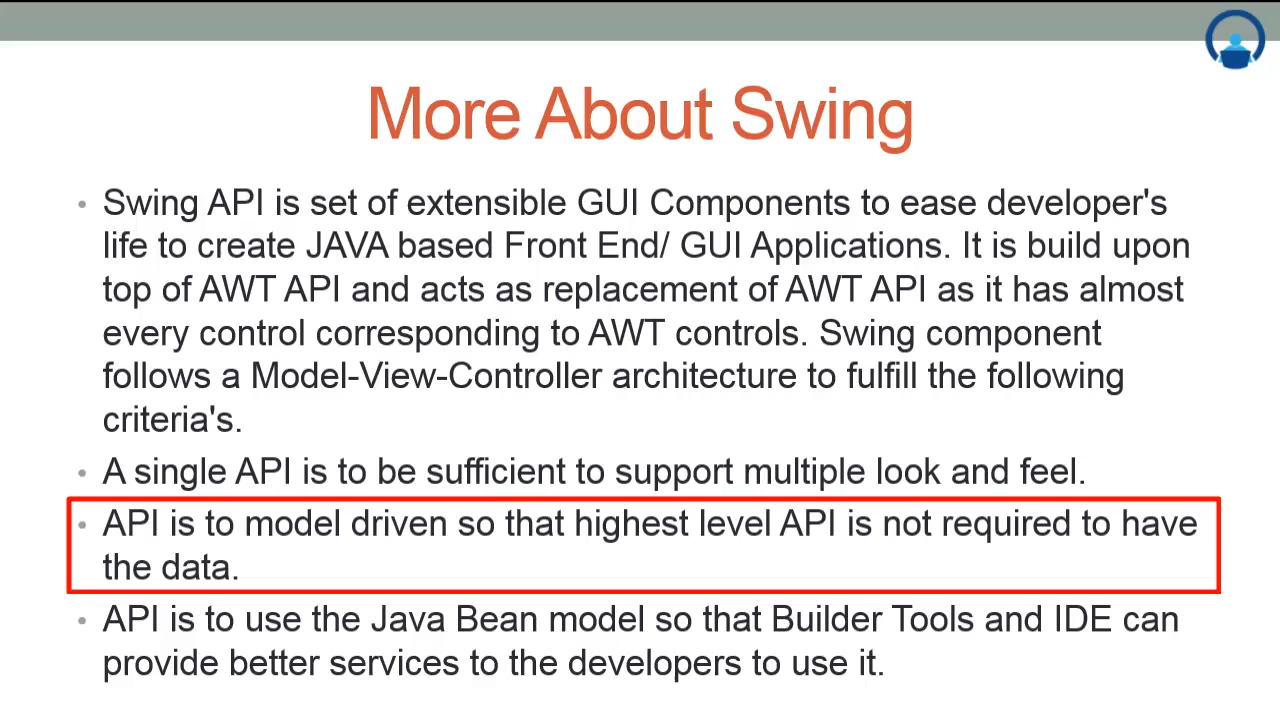 More About Swing
• Swing API is set of extensible GUI Components to ease developer's
life to create JAVA based Front End/ GUI Applications. It is build upon
top of AWT API and acts as replacement of AWT API as it has almost
every control corresponding to AWT controls. Swing component
follows a Model-View-Controller architecture to fulfill the following
criteria's.
• A single API is to be sufficient to support multiple look and feel.
• API is to model driven so that highest level API is not required to have
the data.
• API is to use the Java Bean model so that Builder Tools and IDE can
provide better services to the developers to use it.